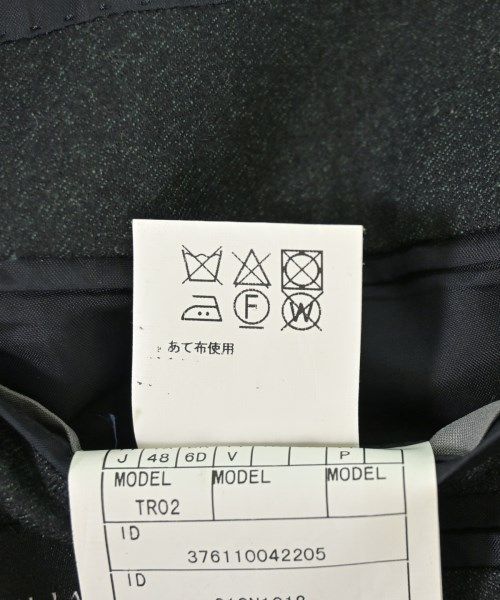 F W
あて布使用
J 48 6D V P
MODEL MODEL MODEL
TR02
ID
376110042205
ID